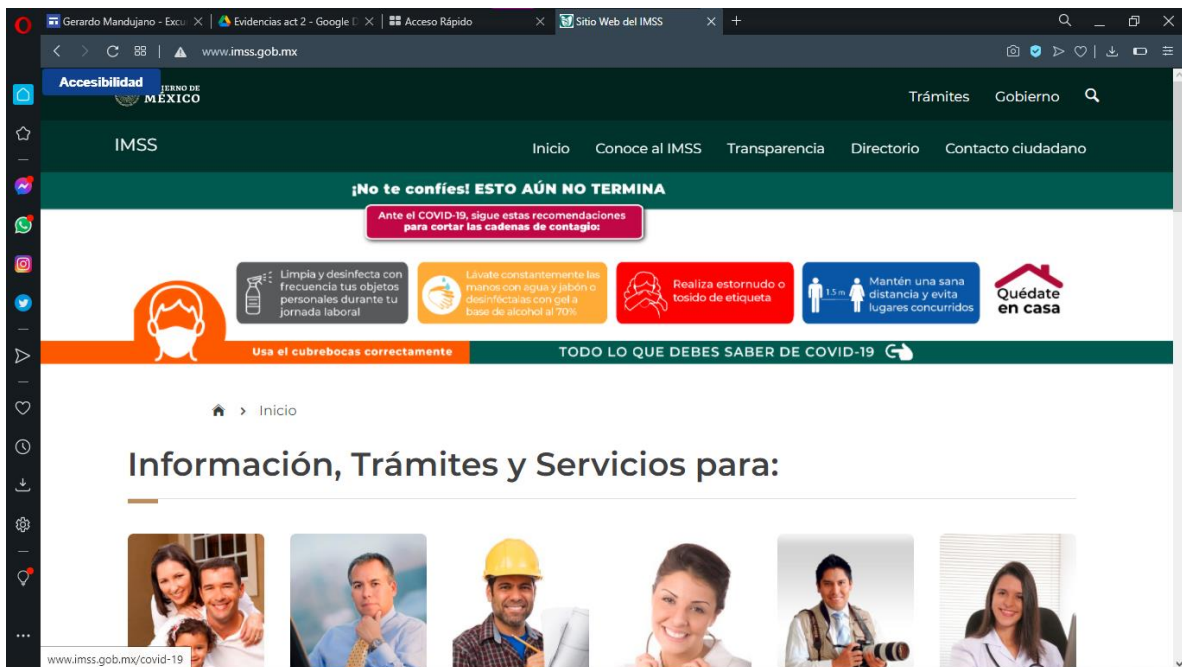 Gerardo Mandujano - Excu
Evidencias act 2 - Google D
Acceso Rápido
Sitio Web del IMSS
www.imss.gob.mx
Accesibilidad
MÉXICO
Trámites Gobierno
IMSS
Inicio Conoce al IMSS Transparencia Directorio Contacto ciudadano
¡No te confíes! ESTO AÚN NO TERMINA
Ante el COVID-19, sigue estas recomendaciones
para cortar las cadenas de contagio:
Limpia y desinfecta con
frecuencia tus objetos
personales durante tu
jornada laboral
Lávate constantemente las
manos con agua y jabón o
desinféctalas con gel a
base de alcohol al 70%
Realiza estornudo o
tosido de etiqueta
1.5 m
Mantén una sana
distancia y evita
lugares concurridos
Quédate
en casa
Usa el cubrebocas correctamente
TODO LO QUE DEBES SABER DE COVID-19
Inicio
Información, Trámites y Servicios para:
www.imss.gob.mx/covid-19